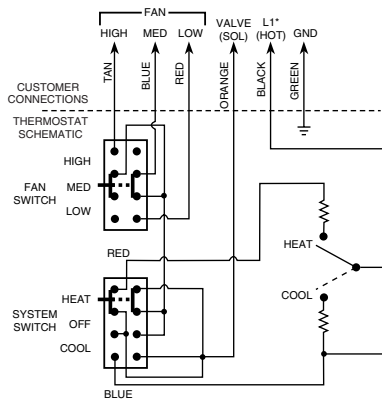 FAN
HIGH MED LOW VALVE (SOL) L1* (HOT) GND
TAN
BLUE
RED
ORANGE
BLACK
GREEN
CUSTOMER CONNECTIONS
THERMOSTAT SCHEMATIC
HIGH
FAN SWITCH
MED
LOW
RED
HEAT
COOL
HEAT
SYSTEM SWITCH
OFF
COOL
BLUE